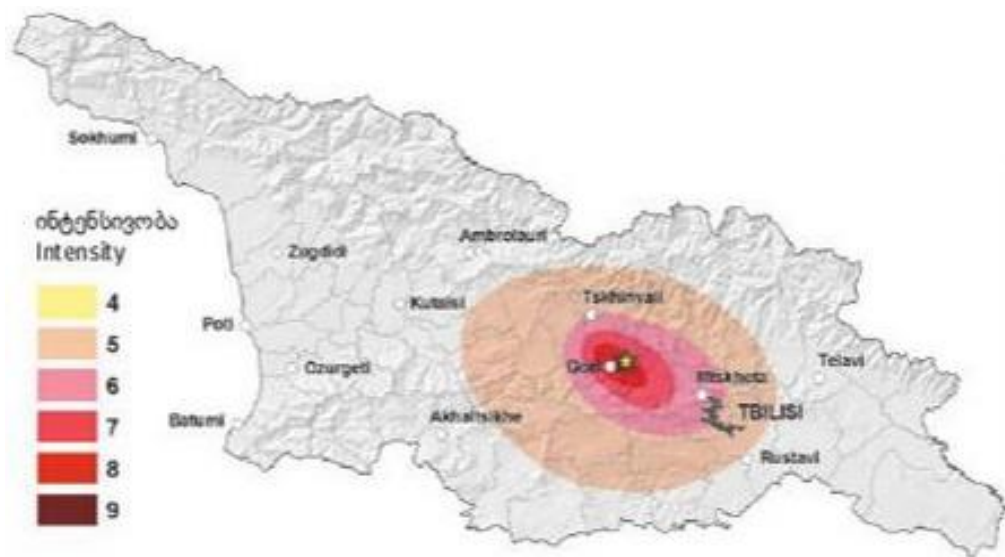 Sokhumi
ინტენსივობა
Intensity
4
5
6
7
8
9
Zugdidi
Ambrolauri
Kutaisi
Tskhinvali
Poti
Ozurgeti
Gori
Mtskheta
Telavi
Batumi
Akhaltsikhe
TBILISI
Rustavi